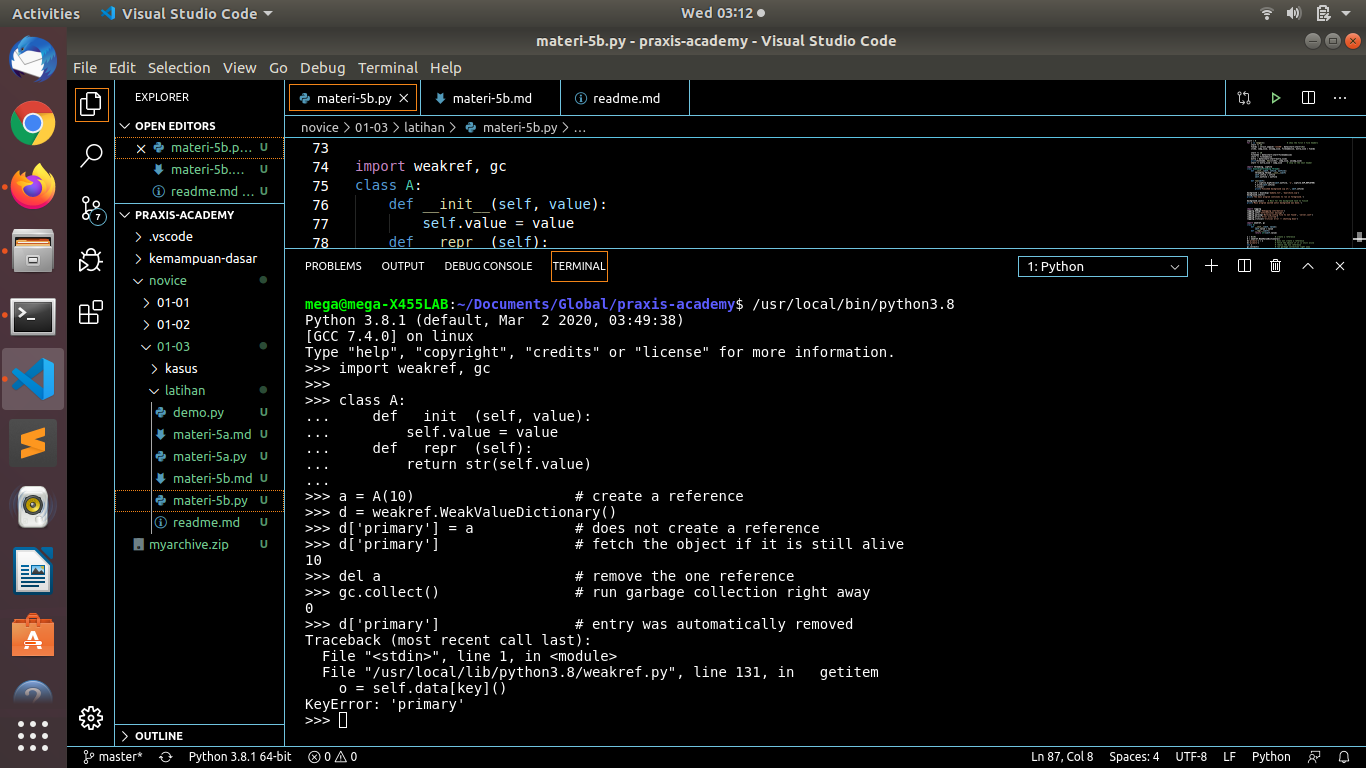 Activities Visual Studio Code Wed 03:12
materi-5b.py - praxis-academy - Visual Studio Code
File Edit Selection View Go Debug Terminal Help
EXPLORER
OPEN EDITORS
materi-5b.p... U
materi-5b.... U
readme.md ... U
PRAXIS-ACADEMY
.vscode
kemampuan-dasar
novice
01-01
01-02
01-03
kasus
latihan
demo.py U
materi-5a.md U
materi-5a.py U
materi-5b.md U
materi-5b.py U
readme.md U
myarchive.zip U
OUTLINE
7
materi-5b.py materi-5b.md readme.md
novice > 01-03 > latihan > materi-5b.py > ...
73
74 import weakref, gc
75 class A:
76 def __init__(self, value):
77 self.value = value
78 def __repr__(self):
PROBLEMS OUTPUT DEBUG CONSOLE TERMINAL 1: Python
mega@mega-X455LAB:~/Documents/Global/praxis-academy$ /usr/local/bin/python3.8
Python 3.8.1 (default, Mar  2 2020, 03:49:38)
[GCC 7.4.0] on linux
Type "help", "copyright", "credits" or "license" for more information.
>>> import weakref, gc
>>>
>>> class A:
...     def   init  (self, value):
...         self.value = value
...     def   repr  (self):
...         return str(self.value)
...
>>> a = A(10)                   # create a reference
>>> d = weakref.WeakValueDictionary()
>>> d['primary'] = a            # does not create a reference
>>> d['primary']                # fetch the object if it is still alive
10
>>> del a                       # remove the one reference
>>> gc.collect()                # run garbage collection right away
0
>>> d['primary']                # entry was automatically removed
Traceback (most recent call last):
  File "<stdin>", line 1, in <module>
  File "/usr/local/lib/python3.8/weakref.py", line 131, in   getitem
    o = self.data[key]()
KeyError: 'primary'
>>>
master* Python 3.8.1 64-bit 0 0 Ln 87, Col 8 Spaces: 4 UTF-8 LF Python